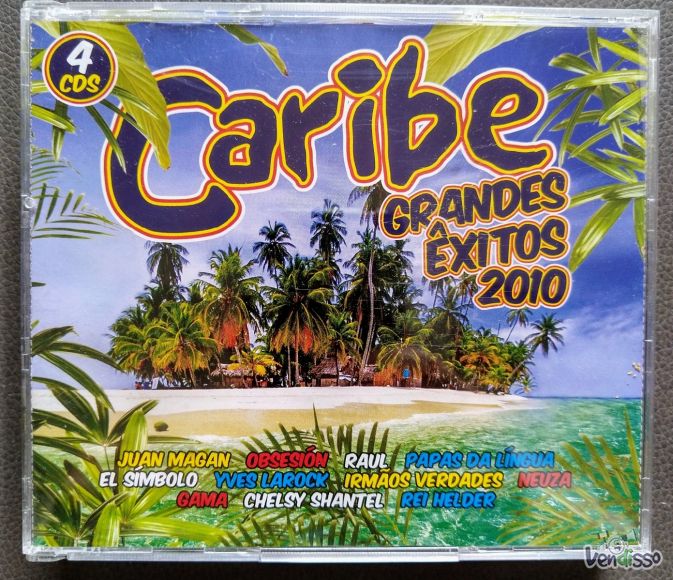 4
CDS
Caribe
GRANDES
ÊXITOS
2010
JUAN MAGAN OBSESIÓN RAUL PAPAS DA LÍNGUA
EL SÍMBOLO YVES LAROCK IRMÃOS VERDADES NEUZA
GAMA CHELSY SHANTEL REI HELDER
Vendisso